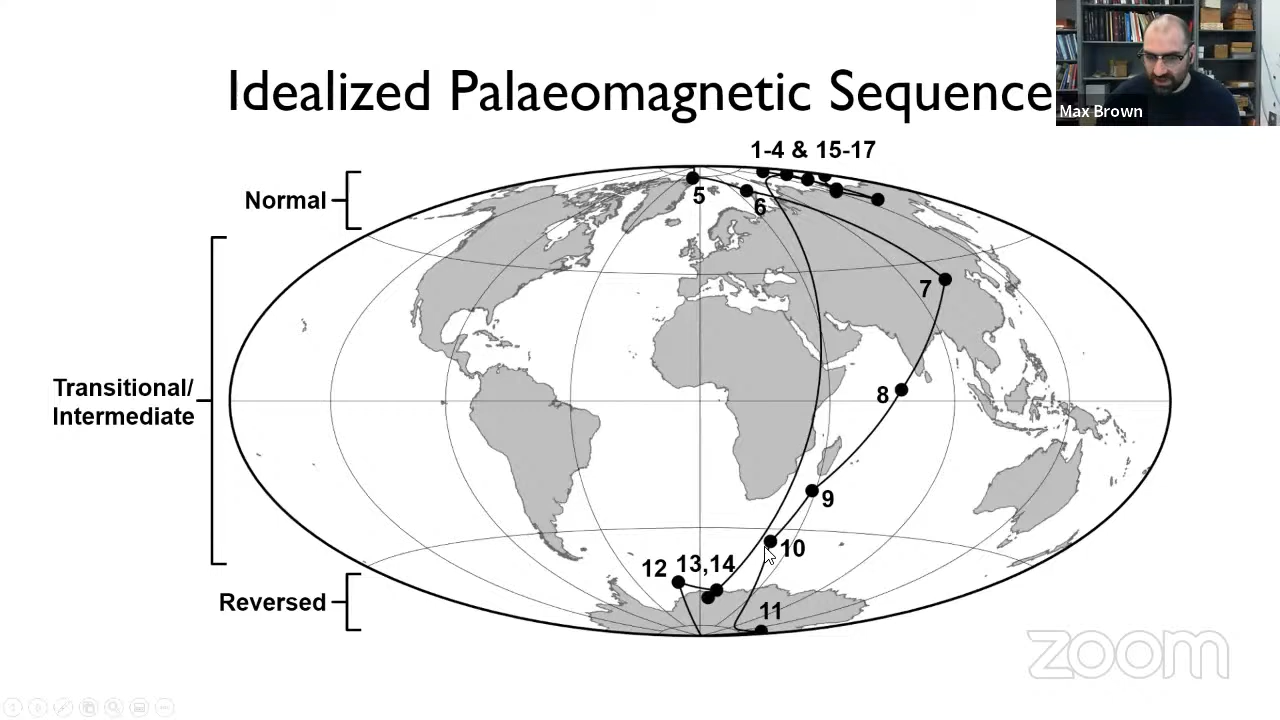 Idealized Palaeomagnetic Sequence
Max Brown
1-4 & 15-17
Normal
5
6
7
Transitional/
Intermediate
8
9
10
12
13,14
Reversed
11
zoom